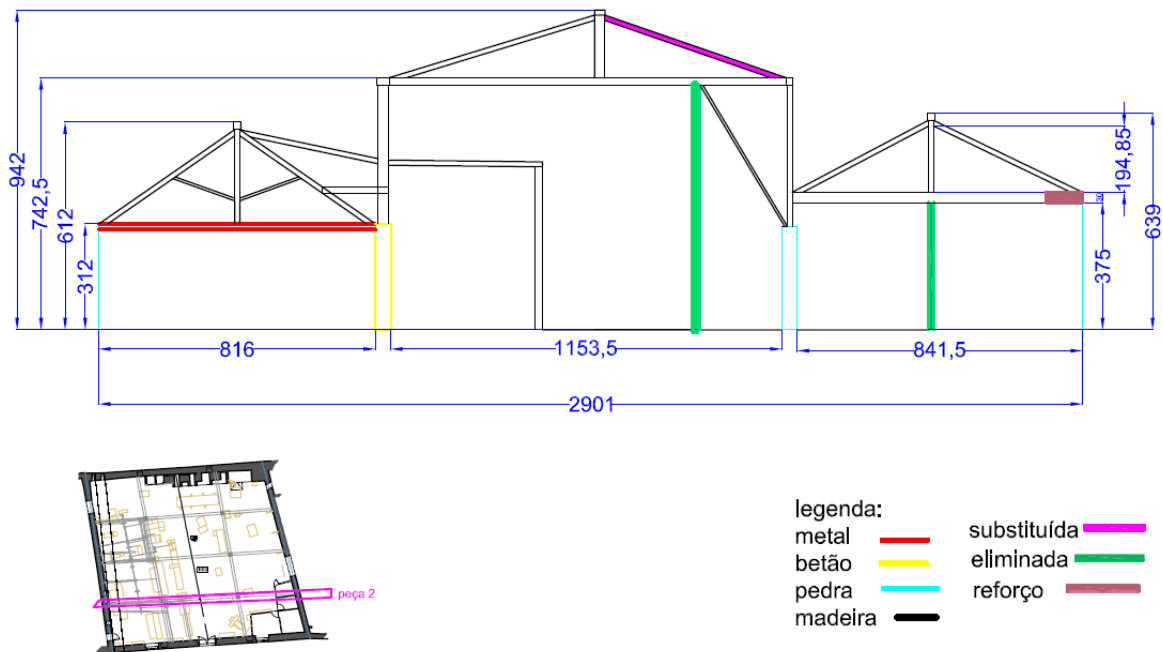 942
742,5
612
312
816
1153,5
841,5
2901
194,85
30
375
639
peça 2
legenda:
metal
betão
pedra
madeira
substituída
eliminada
reforço